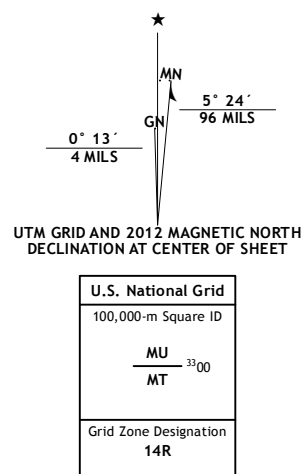 MN
GN
5° 24´
96 MILS
0° 13´
4 MILS
UTM GRID AND 2012 MAGNETIC NORTH
DECLINATION AT CENTER OF SHEET
U.S. National Grid
100,000-m Square ID
MU
MT
³³00
Grid Zone Designation
14R